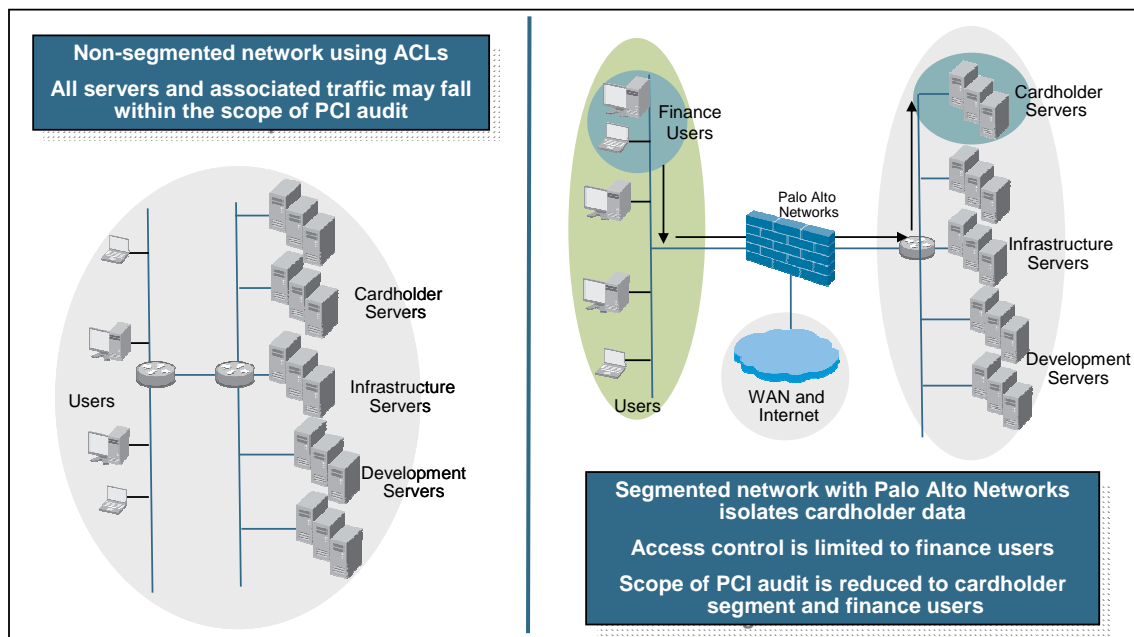 Non-segmented network using ACLs
All servers and associated traffic may fall
within the scope of PCI audit
Users
Cardholder
Servers
Infrastructure
Servers
Development
Servers
Finance
Users
Users
Palo Alto
Networks
WAN and
Internet
Cardholder
Servers
Infrastructure
Servers
Development
Servers
Segmented network with Palo Alto Networks
isolates cardholder data
Access control is limited to finance users
Scope of PCI audit is reduced to cardholder
segment and finance users